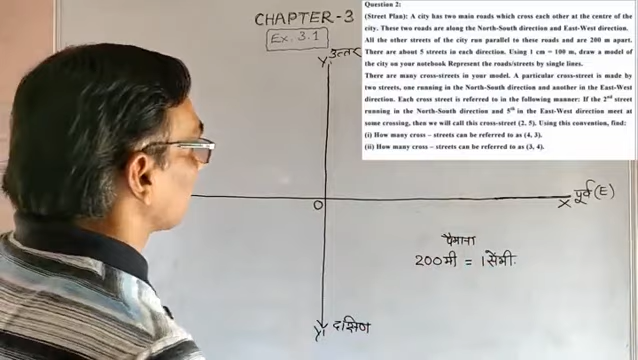 CHAPTER-3
Ex. 3.1
Y
उत्तर
O
X
पूर्व (E)
पैमाना
200मी = 1 सेंमी.
Y'
दक्षिण
Question 2:
(Street Plan): A city has two main roads which cross each other at the centre of the
city. These two roads are along the North-South direction and East-West direction.
All the other streets of the city run parallel to these roads and are 200 m apart.
There are about 5 streets in each direction. Using 1 cm = 100 m, draw a model of
the city on your notebook Represent the roads/streets by single lines.
There are many cross-streets in your model. A particular cross-street is made by
two streets, one running in the North-South direction and another in the East-West
direction. Each cross street is referred to in the following manner: If the 2nd street
running in the North-South direction and 5th in the East-West direction meet at
some crossing, then we will call this cross-street (2, 5). Using this convention, find:
(i) How many cross – streets can be referred to as (4, 3).
(ii) How many cross – streets can be referred to as (3, 4).